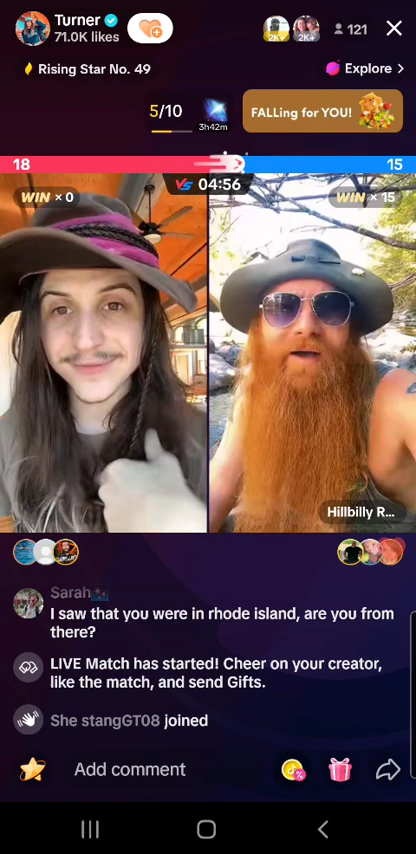 Turner
71.0K likes
2K+ 2K+
121
Rising Star No. 49
Explore >
5/10
3h42m
FALLing for YOU!
18
15
VS 04:56
WIN × 0
WIN × 15
Hillbilly R...
Sarah
I saw that you were in rhode island, are you from
there?
LIVE Match has started! Cheer on your creator,
like the match, and send Gifts.
She stangGT08 joined
Add comment